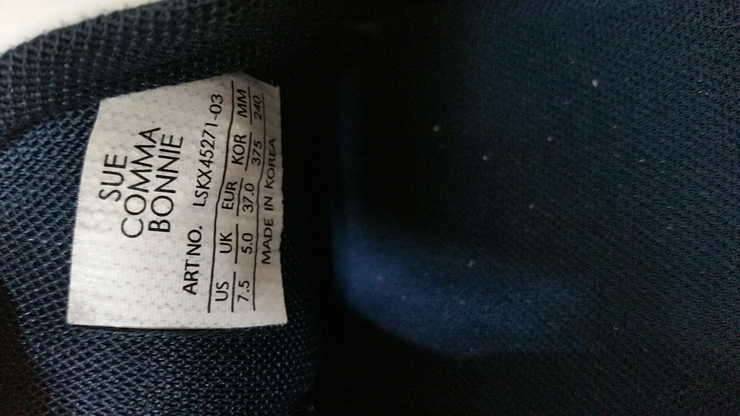 SUE
COMMA
BONNIE
ART NO. LSKX45271-03
US UK EUR KOR MM
7.5 5.0 37.0 375 240
MADE IN KOREA